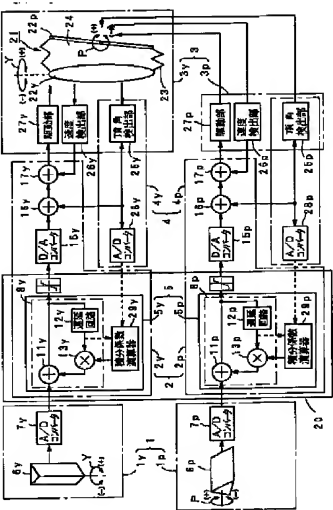 22p
21
24
Y
(+)
(-)
22y
P
23
3y
3
3p
27y
駆動部
速度
検出部
26y
頂角
検出部
25y
17y
16y
4y
4
4p
D/A
コンバータ
15y
A/D
コンバータ
28y
8y
12y
遅延
回路
11y
13y
積分係数
演算器
29y
5y
5
5p
2y
2
2p
A/D
コンバータ
7y
6y
Y
1y
1
1p
27p
駆動部
速度
検出部
26p
頂角
検出部
25p
17p
16p
D/A
コンバータ
15p
A/D
コンバータ
28p
8p
12p
遅延
回路
11p
13p
積分係数
演算器
29p
A/D
コンバータ
7p
6p
P
(+)
(-)
20